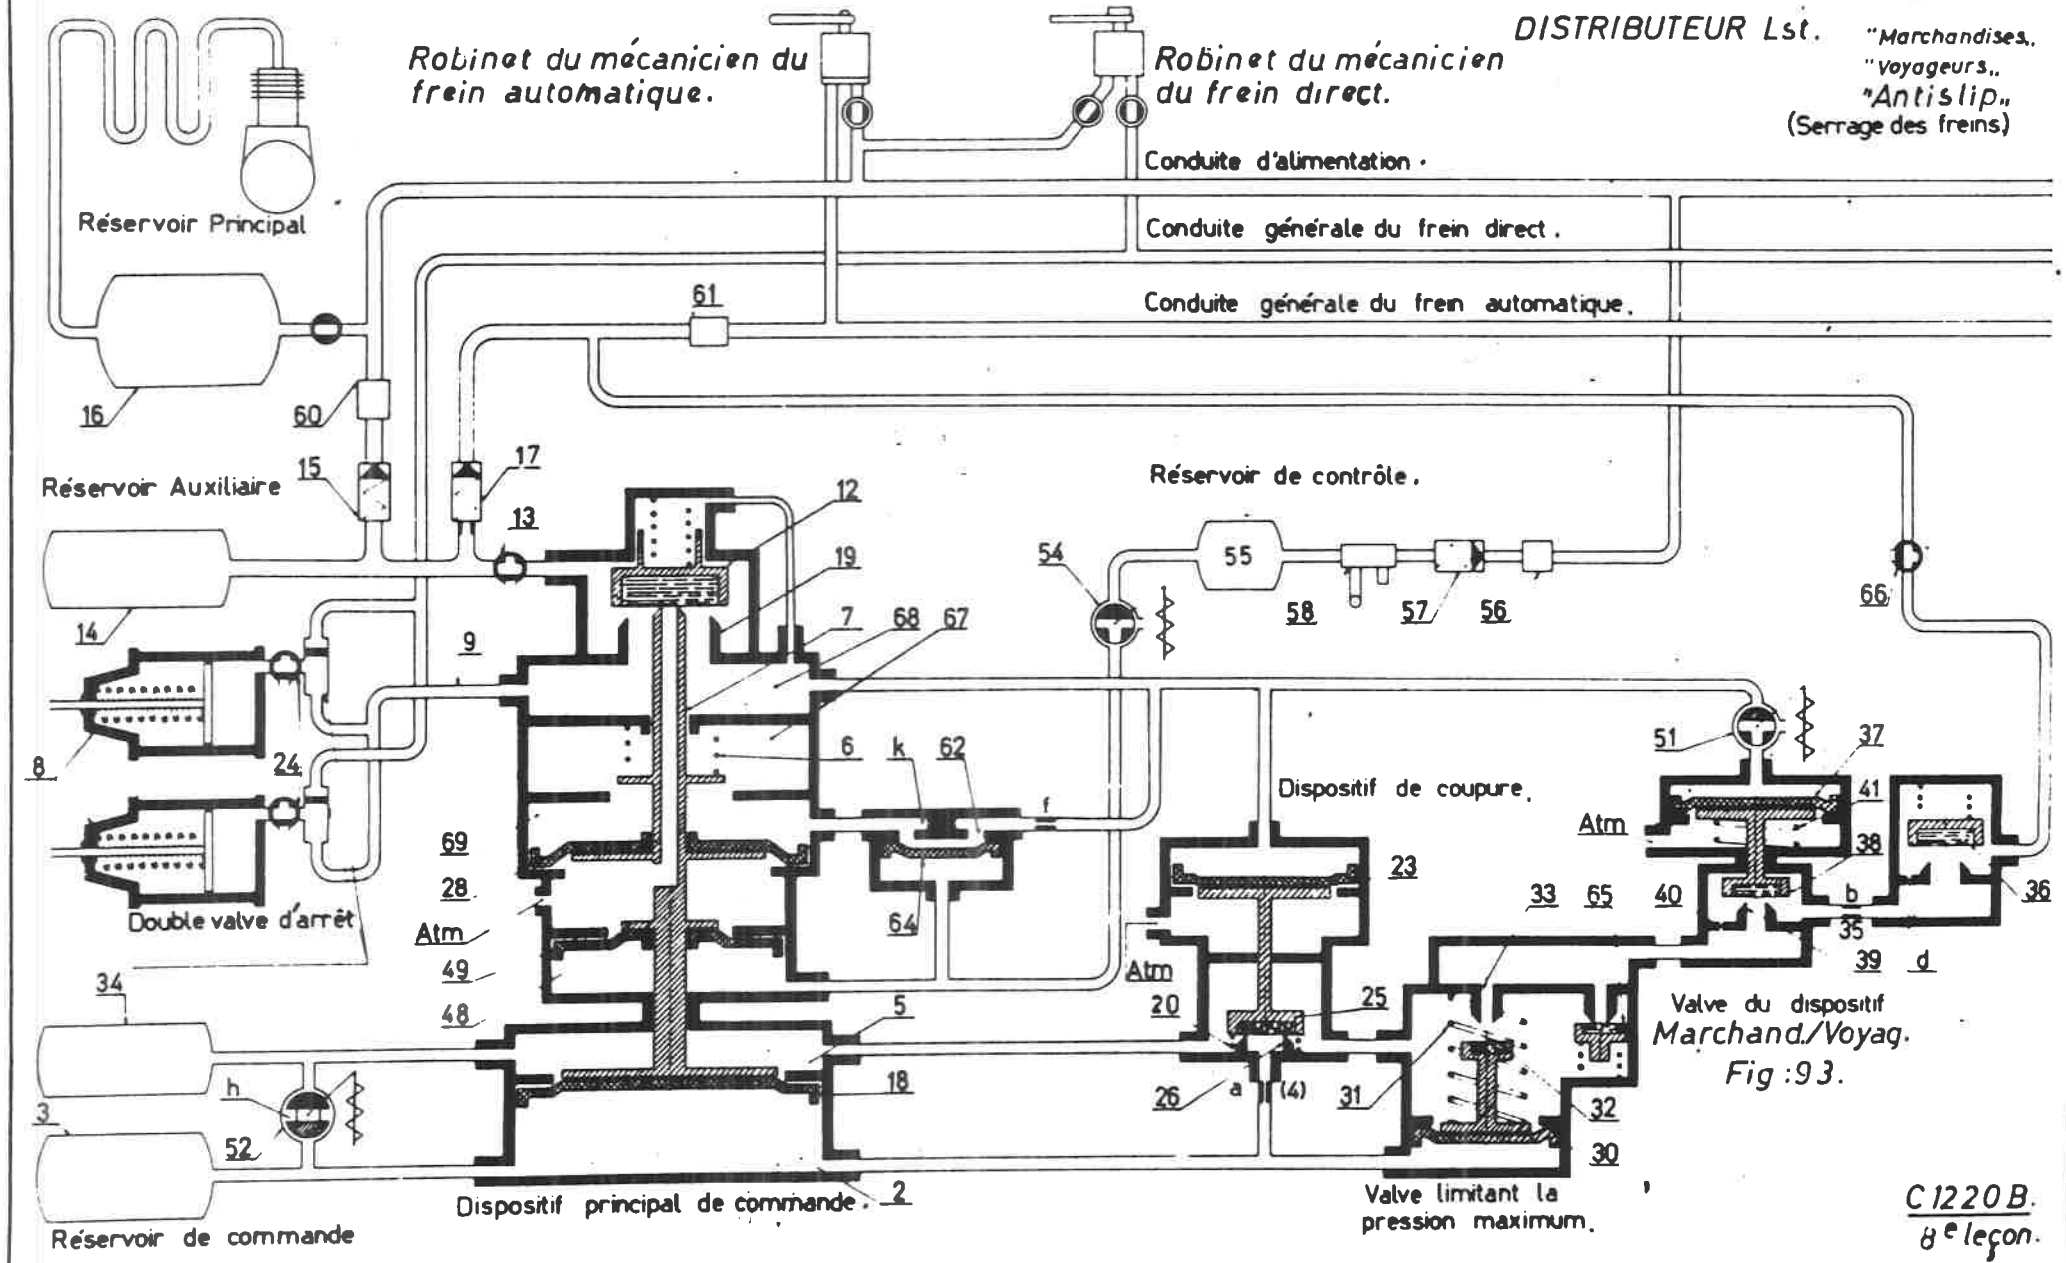 DISTRIBUTEUR Lst.
"Marchandises„
"Voyageurs„
"Antislip„
(Serrage des freins)
Robinet du mécanicien du
frein automatique.
Robinet du mécanicien
du frein direct.
Conduite d'alimentation.
Réservoir Principal
Conduite générale du frein direct.
61
Conduite générale du frein automatique.
16
60
15
17
Réservoir Auxiliaire
12
Réservoir de contrôle.
13
54
55
19
14
58
57
56
66
9
7
68
67
8
24
6
k
62
f
51
37
Dispositif de coupure.
41
Atm
69
23
38
28
33
65
40
b
36
Double valve d'arrêt
64
35
Atm
49
Atm
39
d
34
20
25
Valve du dispositif
48
5
Marchand./Voyag.
Fig:93.
h
18
26
a
(4)
31
32
3
52
30
2
Dispositif principal de commande.
Valve limitant la
pression maximum.
Réservoir de commande
C1220B.
8e leçon.